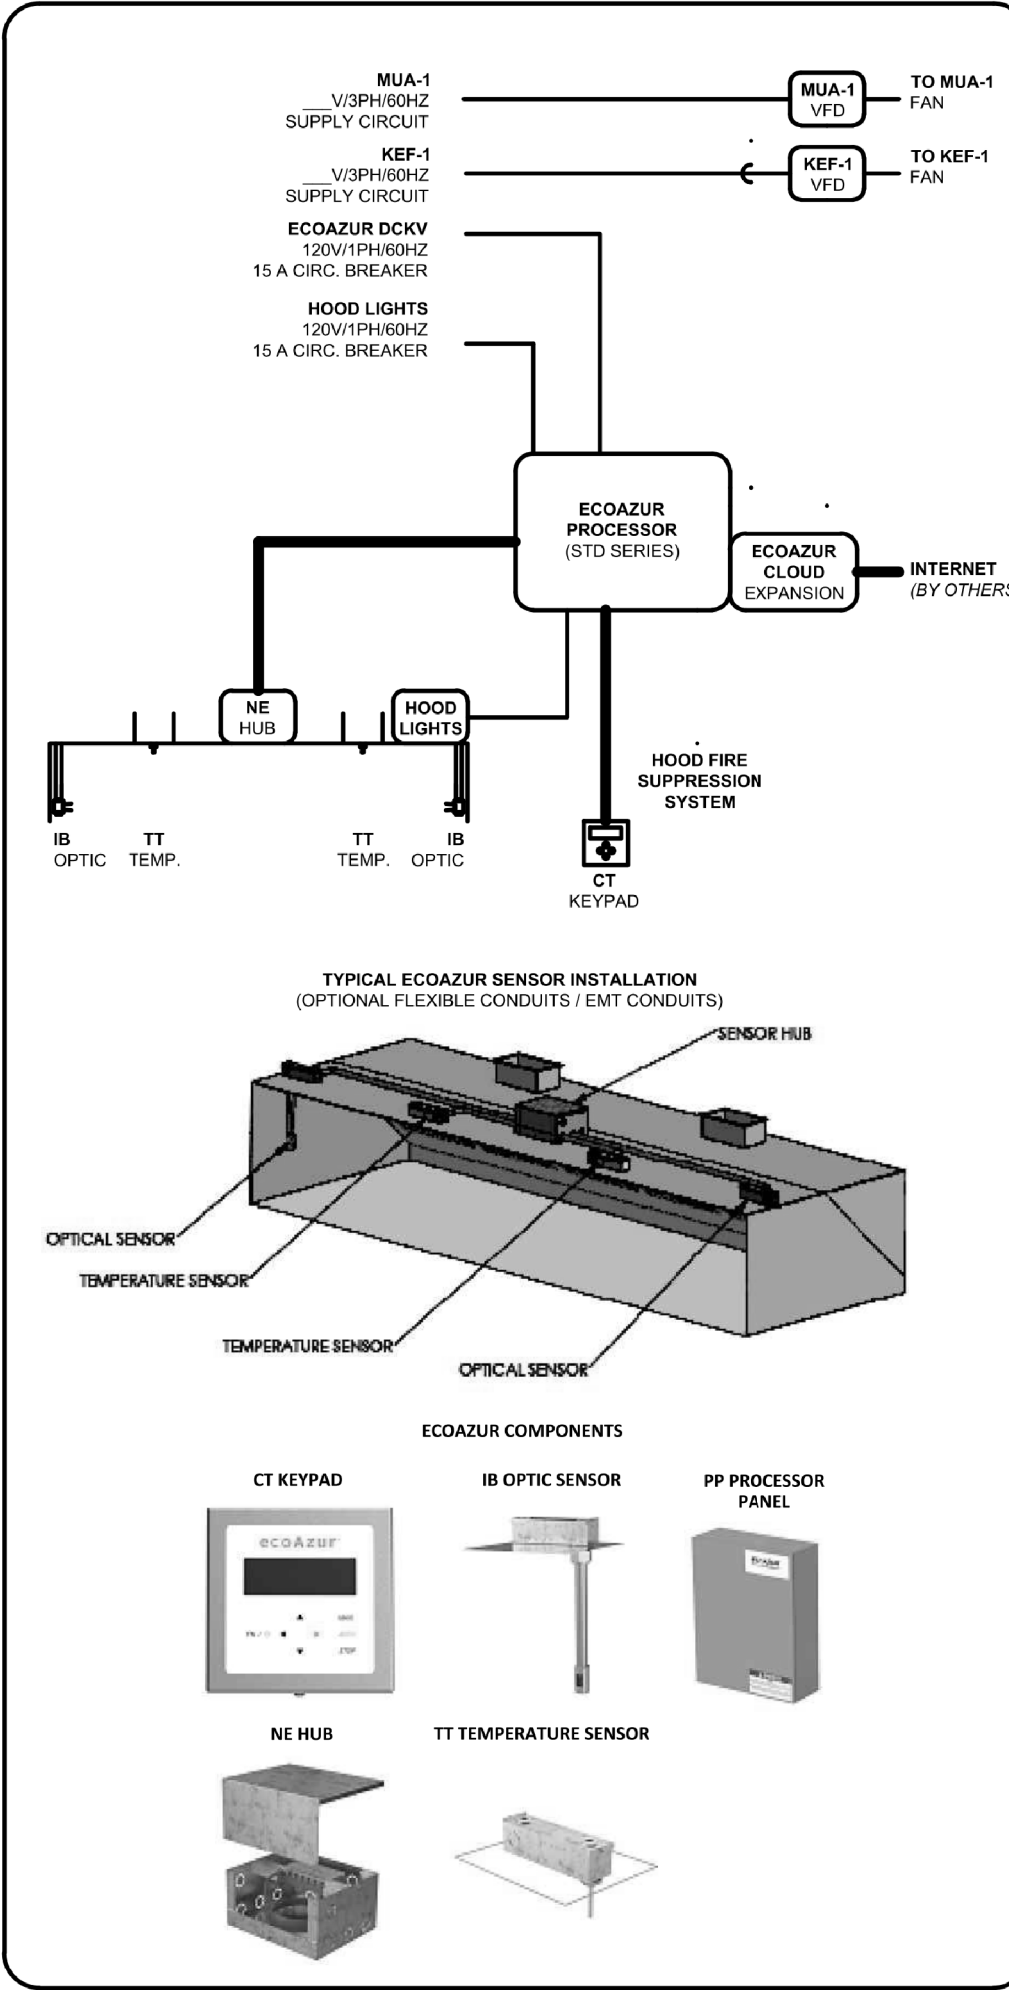 MUA-1
___V/3PH/60HZ
SUPPLY CIRCUIT
MUA-1
VFD
TO MUA-1
FAN
KEF-1
___V/3PH/60HZ
SUPPLY CIRCUIT
KEF-1
VFD
TO KEF-1
FAN
ECOAZUR DCKV
120V/1PH/60HZ
15 A CIRC. BREAKER
HOOD LIGHTS
120V/1PH/60HZ
15 A CIRC. BREAKER
ECOAZUR
PROCESSOR
(STD SERIES)
ECOAZUR
CLOUD
EXPANSION
INTERNET
(BY OTHERS
NE
HUB
HOOD
LIGHTS
HOOD FIRE
SUPPRESSION
SYSTEM
IB
OPTIC
TT
TEMP.
TT
TEMP.
IB
OPTIC
CT
KEYPAD
TYPICAL ECOAZUR SENSOR INSTALLATION
(OPTIONAL FLEXIBLE CONDUITS / EMT CONDUITS)
SENSOR HUB
OPTICAL SENSOR
TEMPERATURE SENSOR
TEMPERATURE SENSOR
OPTICAL SENSOR
ECOAZUR COMPONENTS
CT KEYPAD
IB OPTIC SENSOR
PP PROCESSOR
PANEL
ecoAzur
STOP
NE HUB
TT TEMPERATURE SENSOR